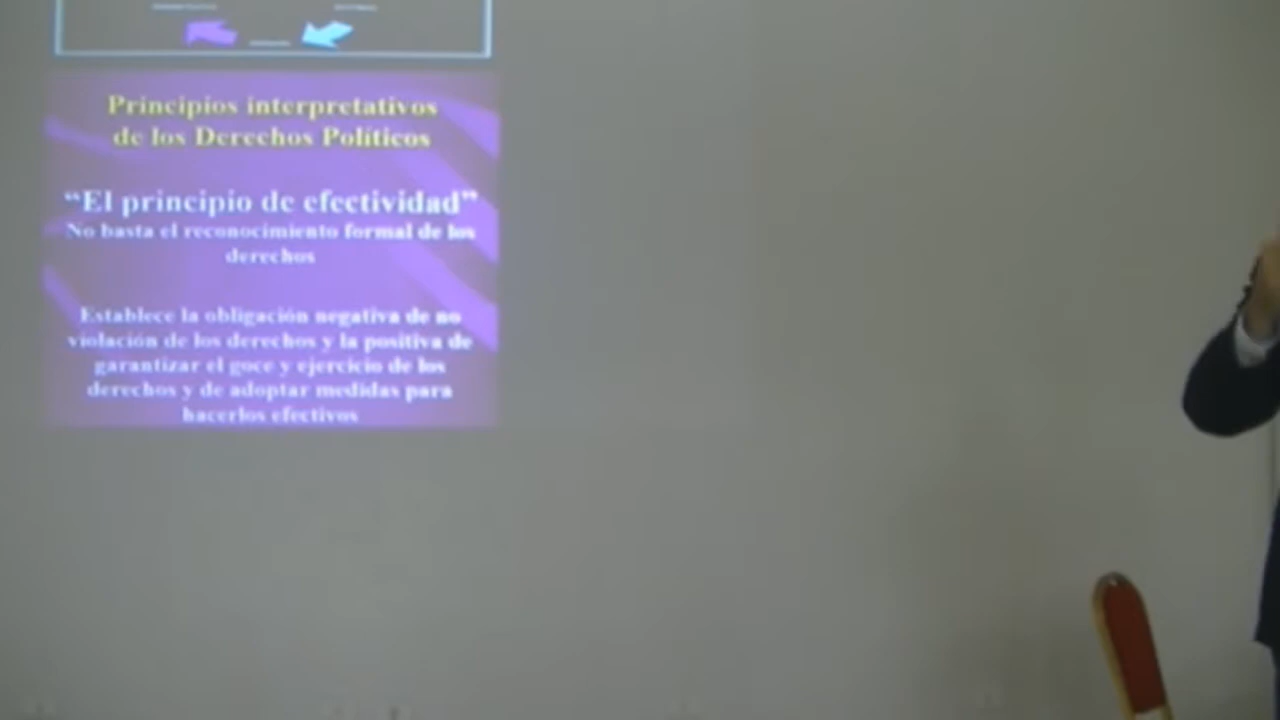 Principios interpretativos
de los Derechos Políticos
“El principio de efectividad”
No basta el reconocimiento formal de los
derechos
Establece la obligación negativa de no
violación de los derechos y la positiva de
garantizar el goce y ejercicio de los
derechos y de adoptar medidas para
hacerlos efectivos